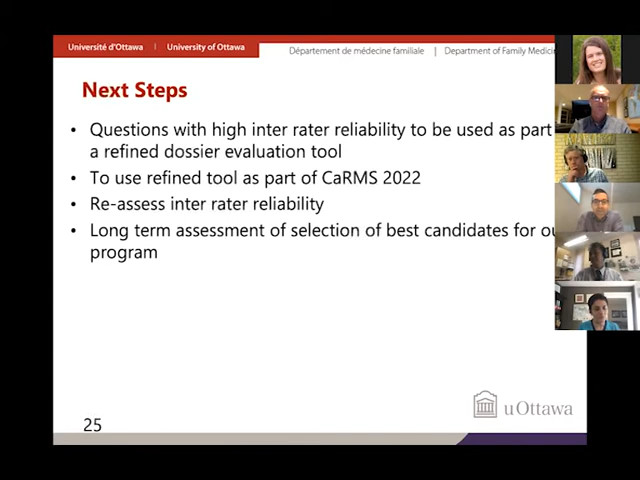 Université d'Ottawa | University of Ottawa
Département de médecine familiale | Department of Family
Next Steps
• Questions with high inter rater reliability to be used as part
a refined dossier evaluation tool
• To use refined tool as part of CaRMS 2022
• Re-assess inter rater reliability
• Long term assessment of selection of best candidates for
program
uOttawa
25